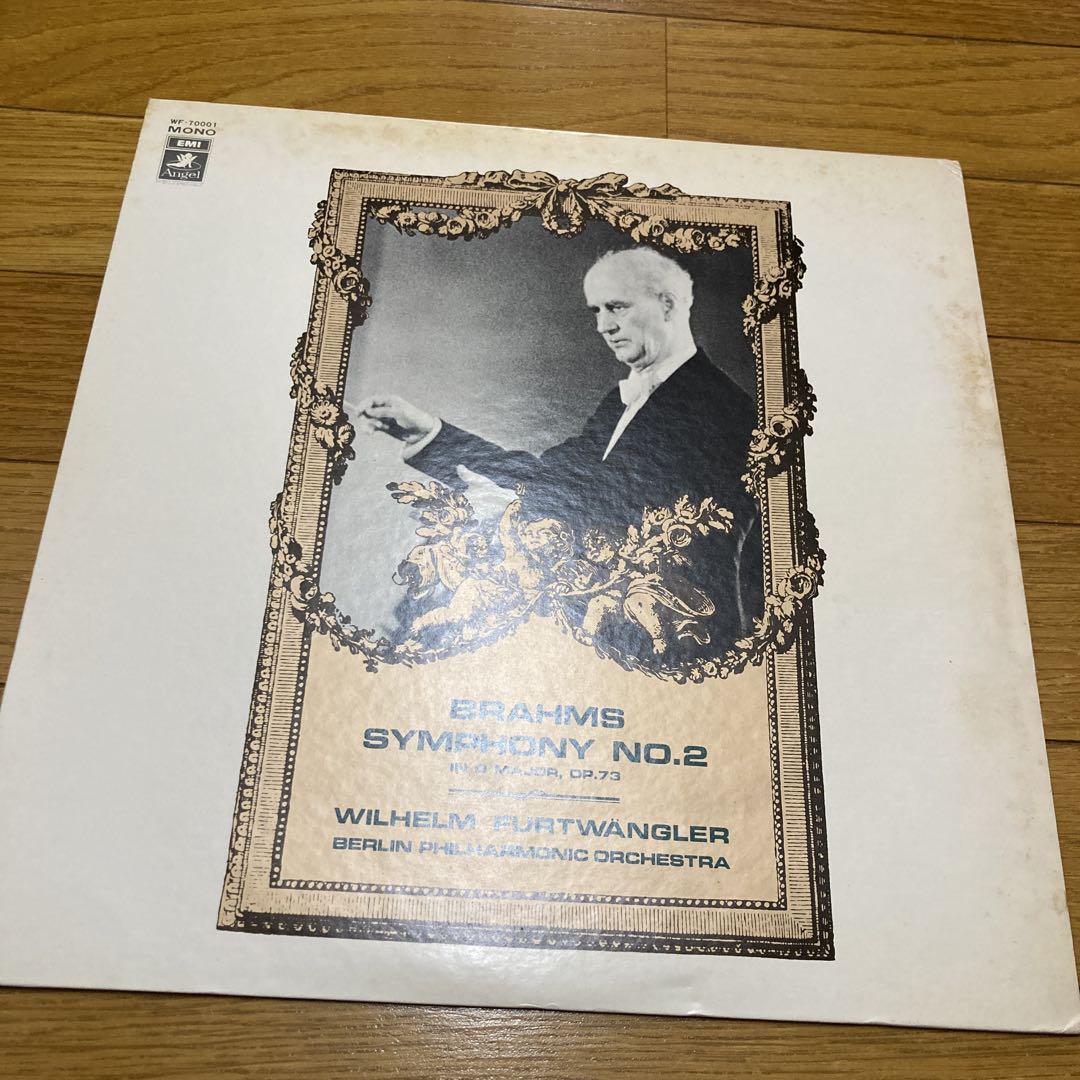 WF-70001
MONO
EMI
Angel
BRAHMS
SYMPHONY NO.2
IN D MAJOR, OP.73
WILHELM FURTWÄNGLER
BERLIN PHILHARMONIC ORCHESTRA